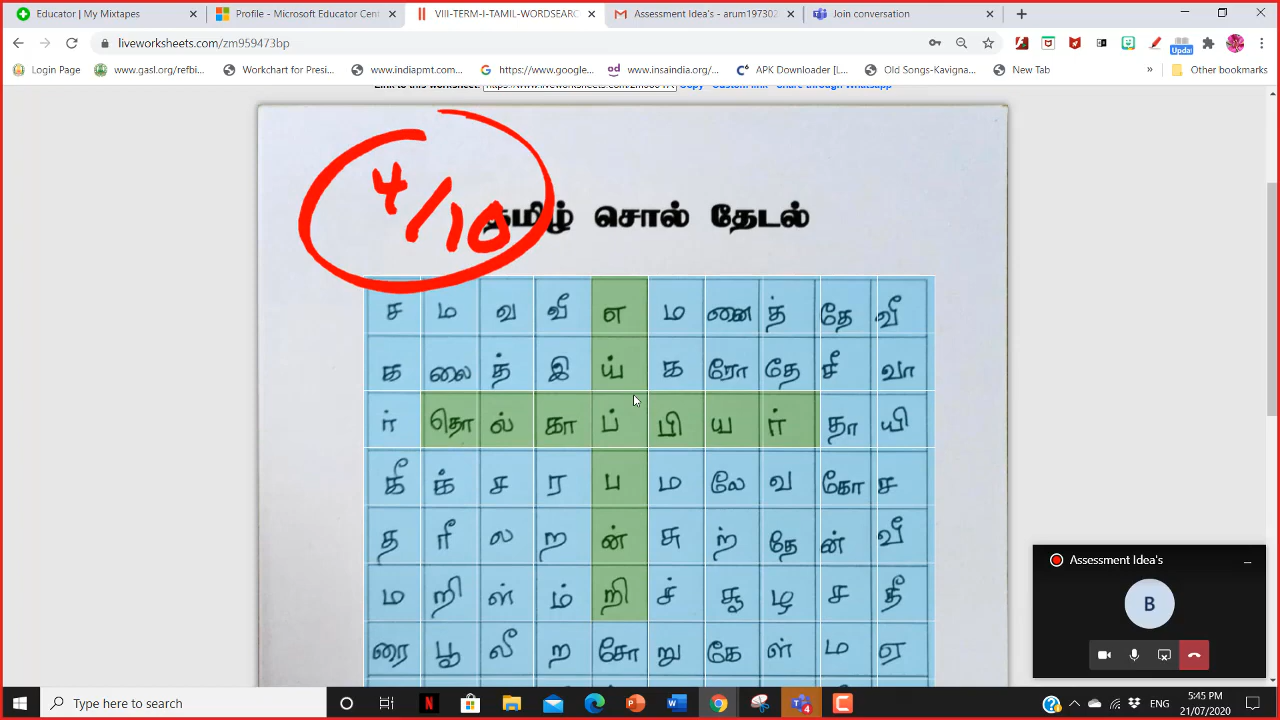 Educator | My Mixtapes
Profile - Microsoft Educator Cent
VIII-TERM-I-TAMIL-WORDSEARC
Assessment Idea's - arum197302
Join conversation
liveworksheets.com/zm959473bp
Update
Login Page
www.gasl.org/refbi...
Workchart for Presi...
www.indiapmt.com/...
https://www.google...
www.insaindia.org/...
APK Downloader [L...
Old Songs-Kavigna...
New Tab
»
Other bookmarks
4/10
தமிழ் சொல் தேடல்
ச ம வ வீ எ ம னை த் தே வீ
க லை த் இ ய் க ரோ தே சீ வா
ர் தொ ல் கா ப் பி ய ர் தா யி
கீ க் ச ர ப ம லே வ கோ ச
த ரீ ல ற ன் சு ற் தே ன் வீ
ம றி ள் ம் றி ச் சூ ழ ச தீ
ரை பூ லீ ற சோ று கே ள் ம ஏ
Assessment Idea's
B
Type here to search
4
ENG
5:45 PM
21/07/2020